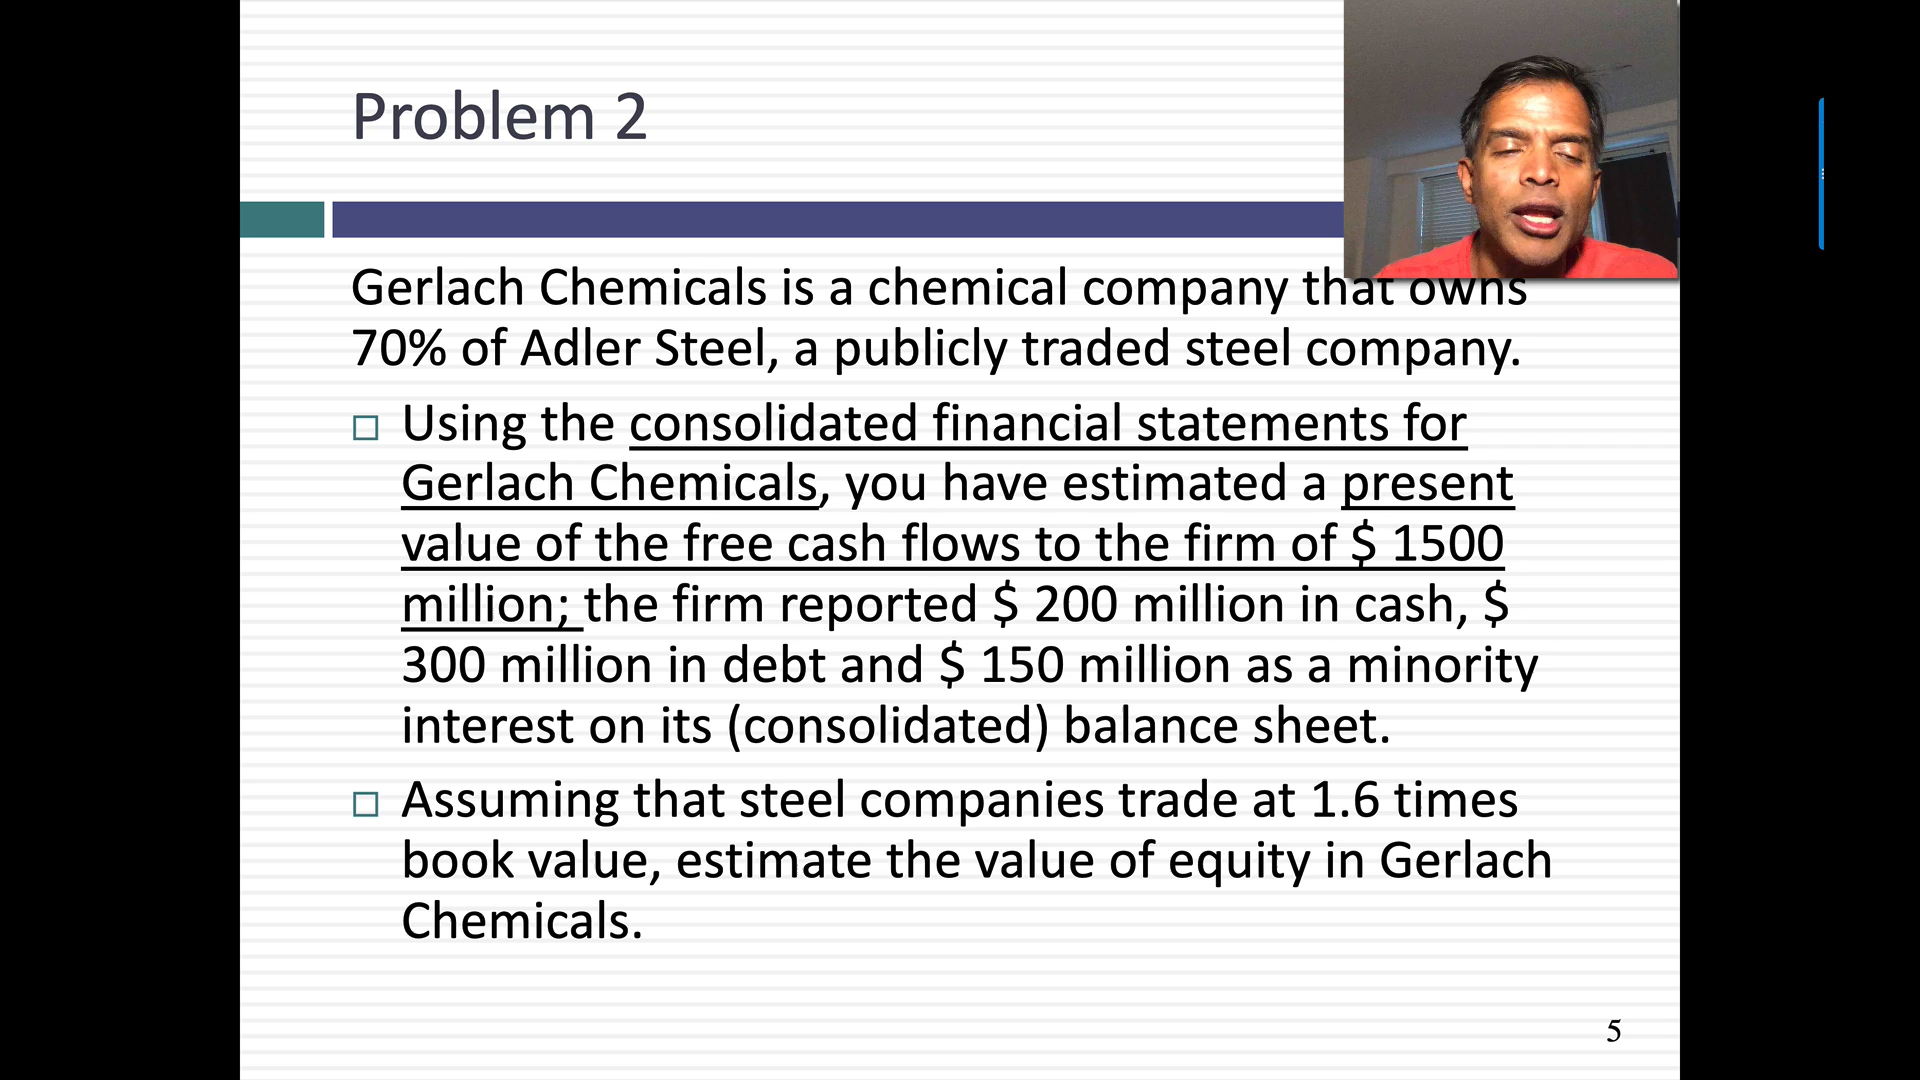 Problem 2
Gerlach Chemicals is a chemical company that owns
70% of Adler Steel, a publicly traded steel company.
Using the consolidated financial statements for
Gerlach Chemicals, you have estimated a present
value of the free cash flows to the firm of $ 1500
million; the firm reported $ 200 million in cash, $
300 million in debt and $ 150 million as a minority
interest on its (consolidated) balance sheet.
Assuming that steel companies trade at 1.6 times
book value, estimate the value of equity in Gerlach
Chemicals.
5